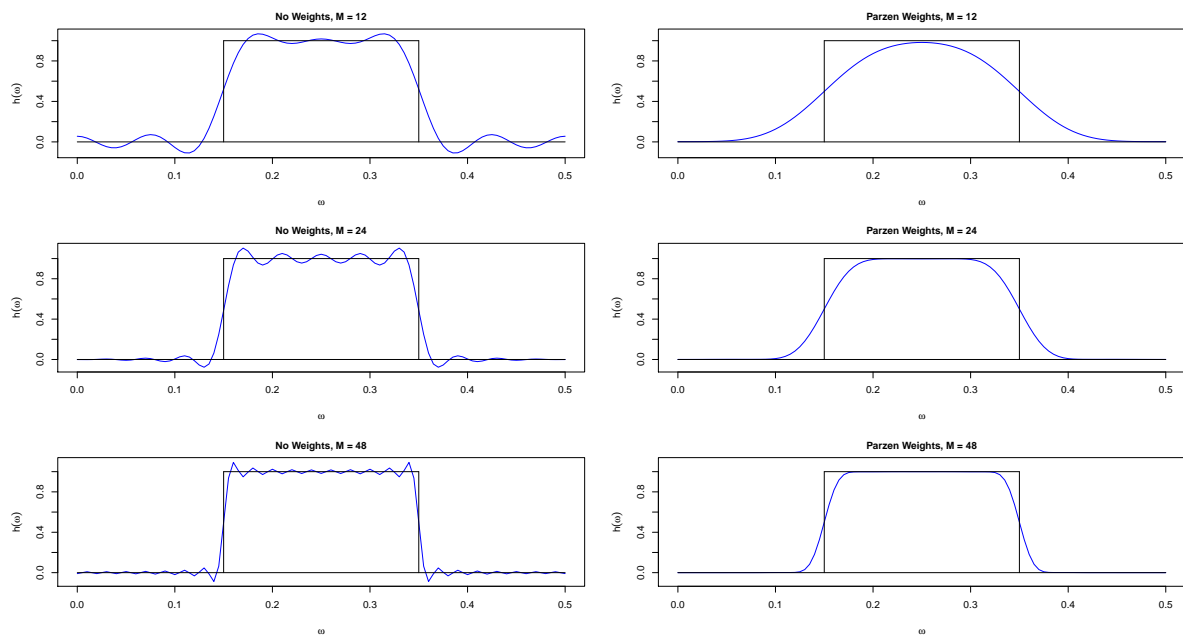 No Weights, M = 12
h(ω)
0.0 0.4 0.8
0.0 0.1 0.2 0.3 0.4 0.5
ω
Parzen Weights, M = 12
h(ω)
0.0 0.4 0.8
0.0 0.1 0.2 0.3 0.4 0.5
ω
No Weights, M = 24
h(ω)
0.0 0.4 0.8
0.0 0.1 0.2 0.3 0.4 0.5
ω
Parzen Weights, M = 24
h(ω)
0.0 0.4 0.8
0.0 0.1 0.2 0.3 0.4 0.5
ω
No Weights, M = 48
h(ω)
0.0 0.4 0.8
0.0 0.1 0.2 0.3 0.4 0.5
ω
Parzen Weights, M = 48
h(ω)
0.0 0.4 0.8
0.0 0.1 0.2 0.3 0.4 0.5
ω